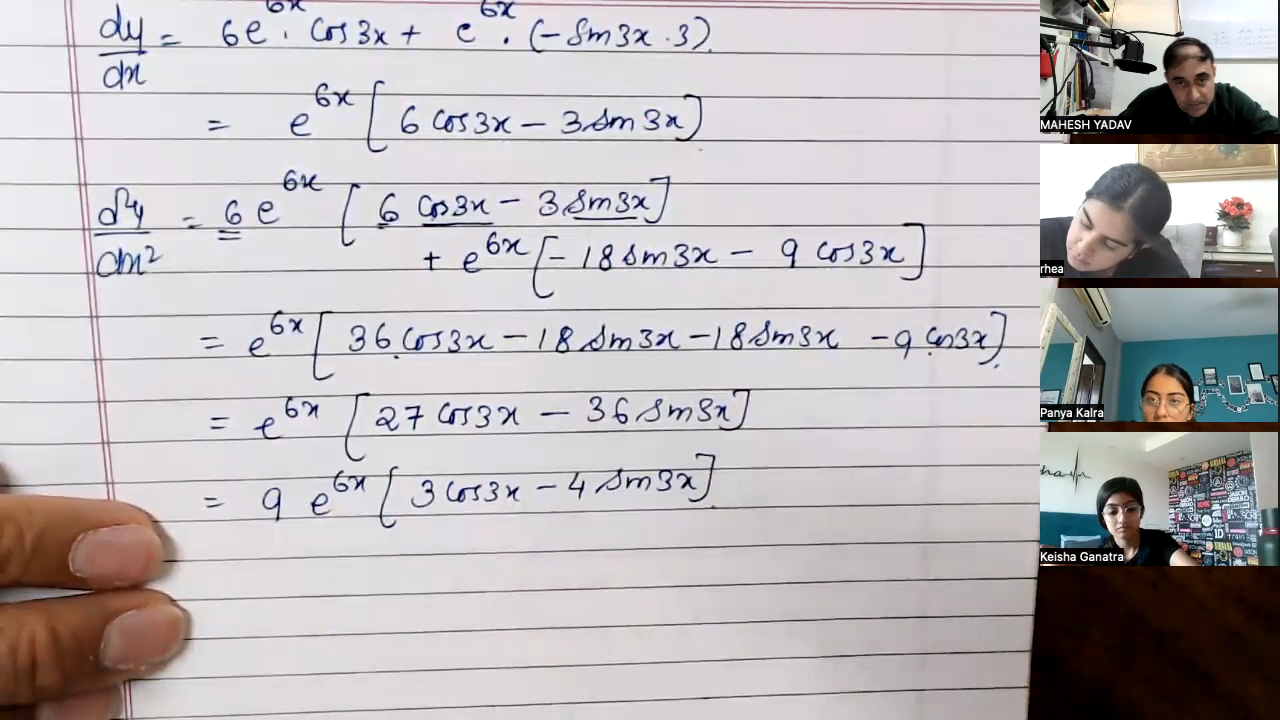 dy/dx = 6e^6x . cos3x + e^6x . (-sin3x . 3).
= e^6x [6 cos3x - 3 sin3x]
d²y/dx² = 6 e^6x [6 cos3x - 3 sin3x]
+ e^6x [-18 sin3x - 9 cos3x]
= e^6x [36 cos3x - 18 sin3x - 18 sin3x - 9 cos3x]
= e^6x [27 cos3x - 36 sin3x]
= 9 e^6x [3 cos3x - 4 sin3x]
MAHESH YADAV
rhea
Panya Kalra
Keisha Ganatra